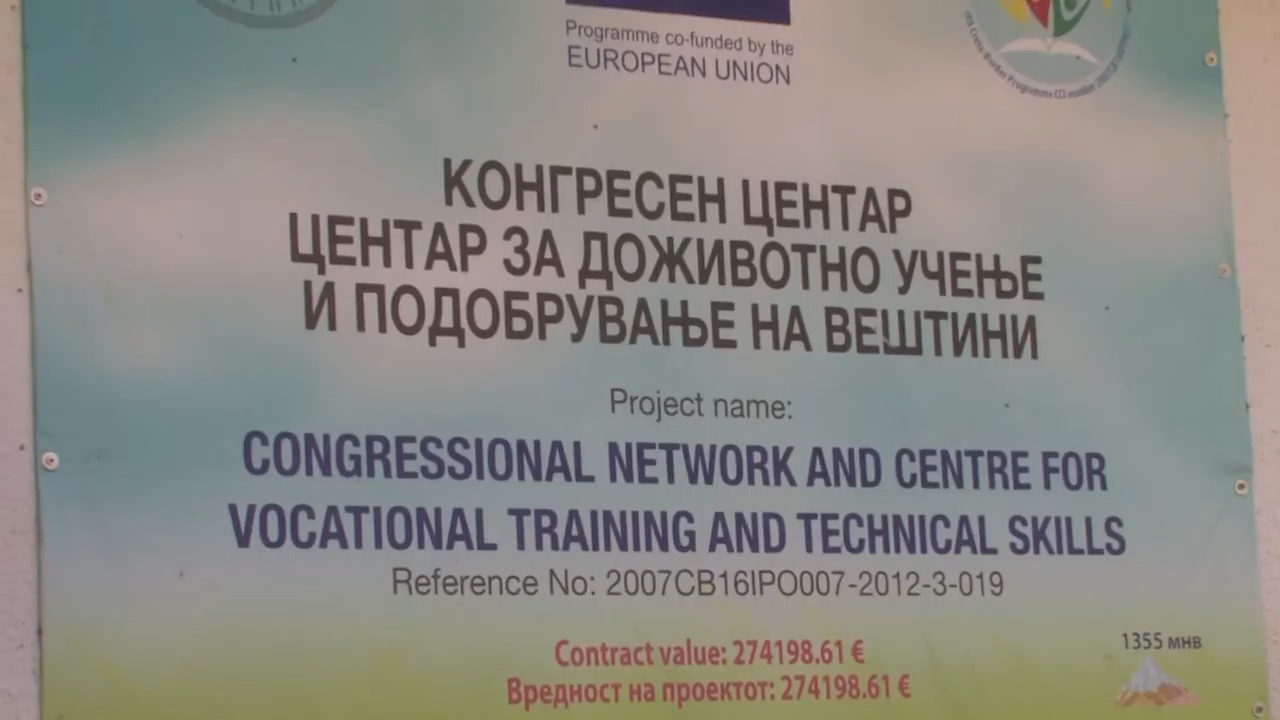 Programme co-funded by the
EUROPEAN UNION
КОНГРЕСЕН ЦЕНТАР
ЦЕНТАР ЗА ДОЖИВОТНО УЧЕЊЕ
И ПОДОБРУВАЊЕ НА ВЕШТИНИ
Project name:
CONGRESSIONAL NETWORK AND CENTRE FOR
VOCATIONAL TRAINING AND TECHNICAL SKILLS
Reference No: 2007CB16IPO007-2012-3-019
Contract value: 274198.61 €
Вредност на проектот: 274198.61 €
1355 МНВ